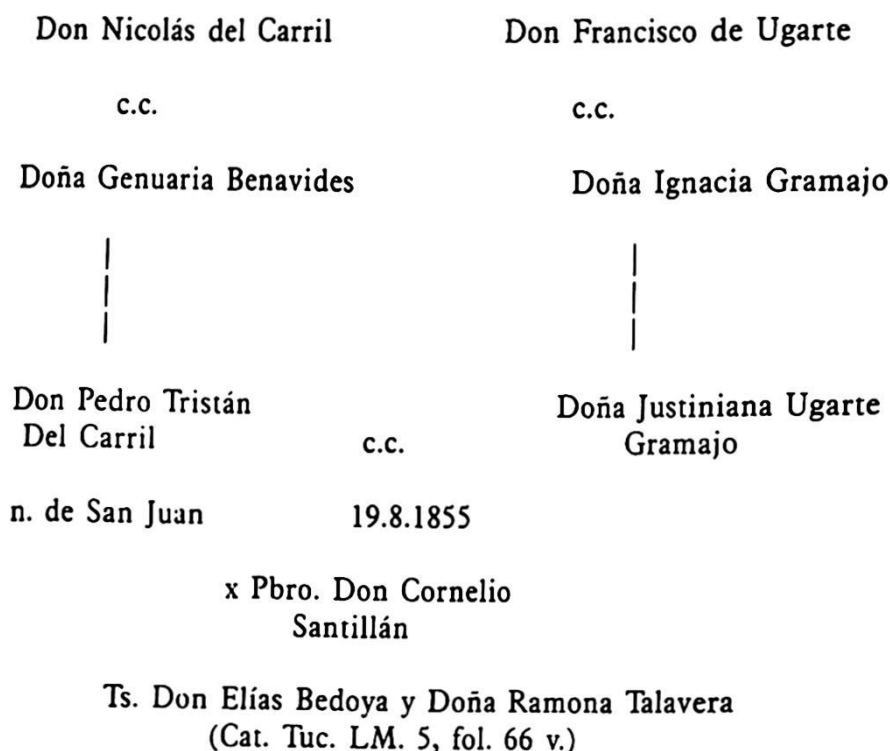 Don Nicolás del Carril Don Francisco de Ugarte
c.c. c.c.
Doña Genuaria Benavides Doña Ignacia Gramajo
Don Pedro Tristán Doña Justiniana Ugarte
Del Carril c.c. Gramajo
n. de San Juan 19.8.1855
x Pbro. Don Cornelio
Santillán
Ts. Don Elías Bedoya y Doña Ramona Talavera
(Cat. Tuc. LM. 5, fol. 66 v.)